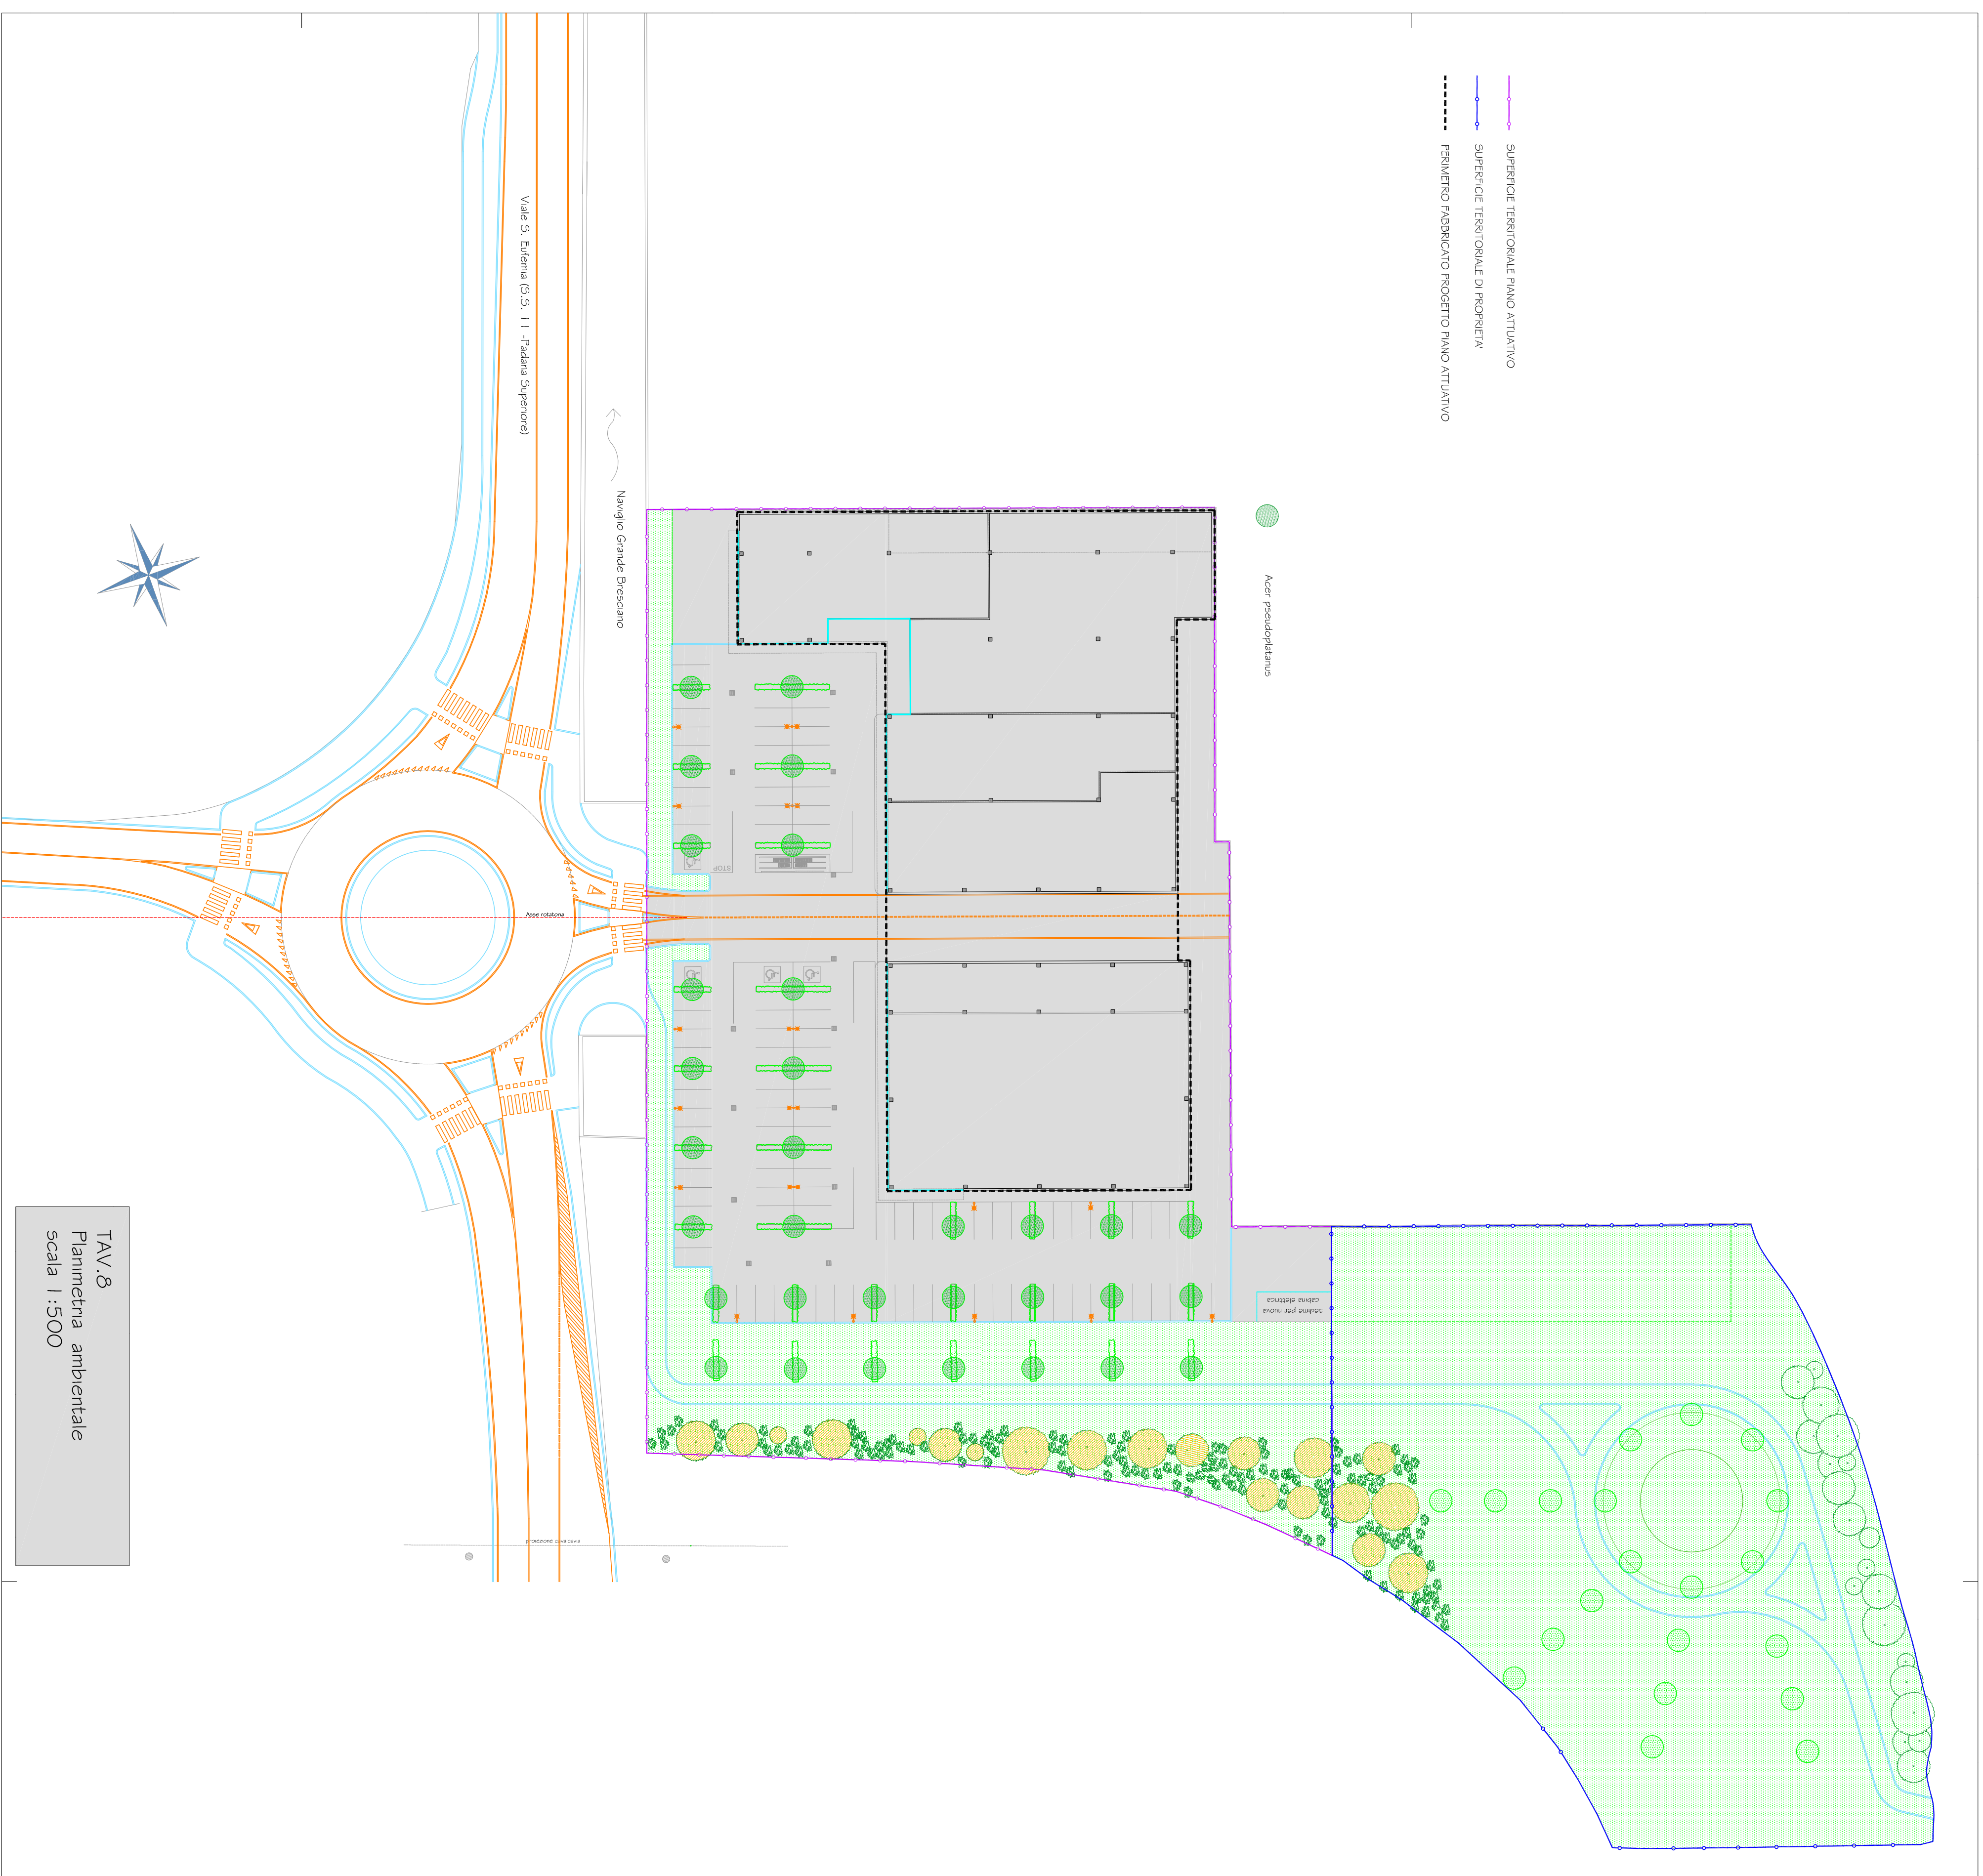 SUPERFICIE TERRITORIALE PIANO ATTUATIVO
SUPERFICIE TERRITORIALE DI PROPRIETA'
PERIMETRO FABBRICATO PROGETTO PIANO ATTUATIVO
Viale S. Eufemia (S.S. 11 -Padana Superiore)
Naviglio Grande Bresciano
Acer pseudoplatanus
STOP
Asse rotatoria
sedime per nuova
cabina elettrica
proiezione cavalcavia
TAV.8
Planimetria ambientale
scala 1:500